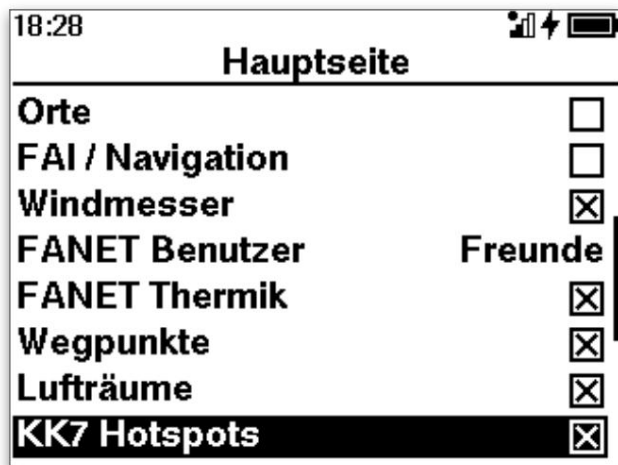 18:28
Hauptseite
Orte
FAI / Navigation
Windmesser
FANET Benutzer Freunde
FANET Thermik
Wegpunkte
Lufträume
KK7 Hotspots